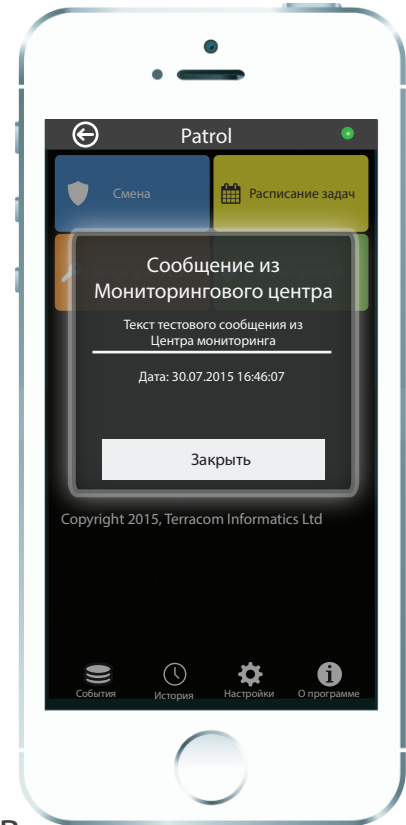 Patrol
Смена
Расписание задач
Сообщение из
Мониторингового центра
Текст тестового сообщения из
Центра мониторинга
Дата: 30.07.2015 16:46:07
Закрыть
Copyright 2015, Terracom Informatics Ltd
События
История
Настройки
О программе